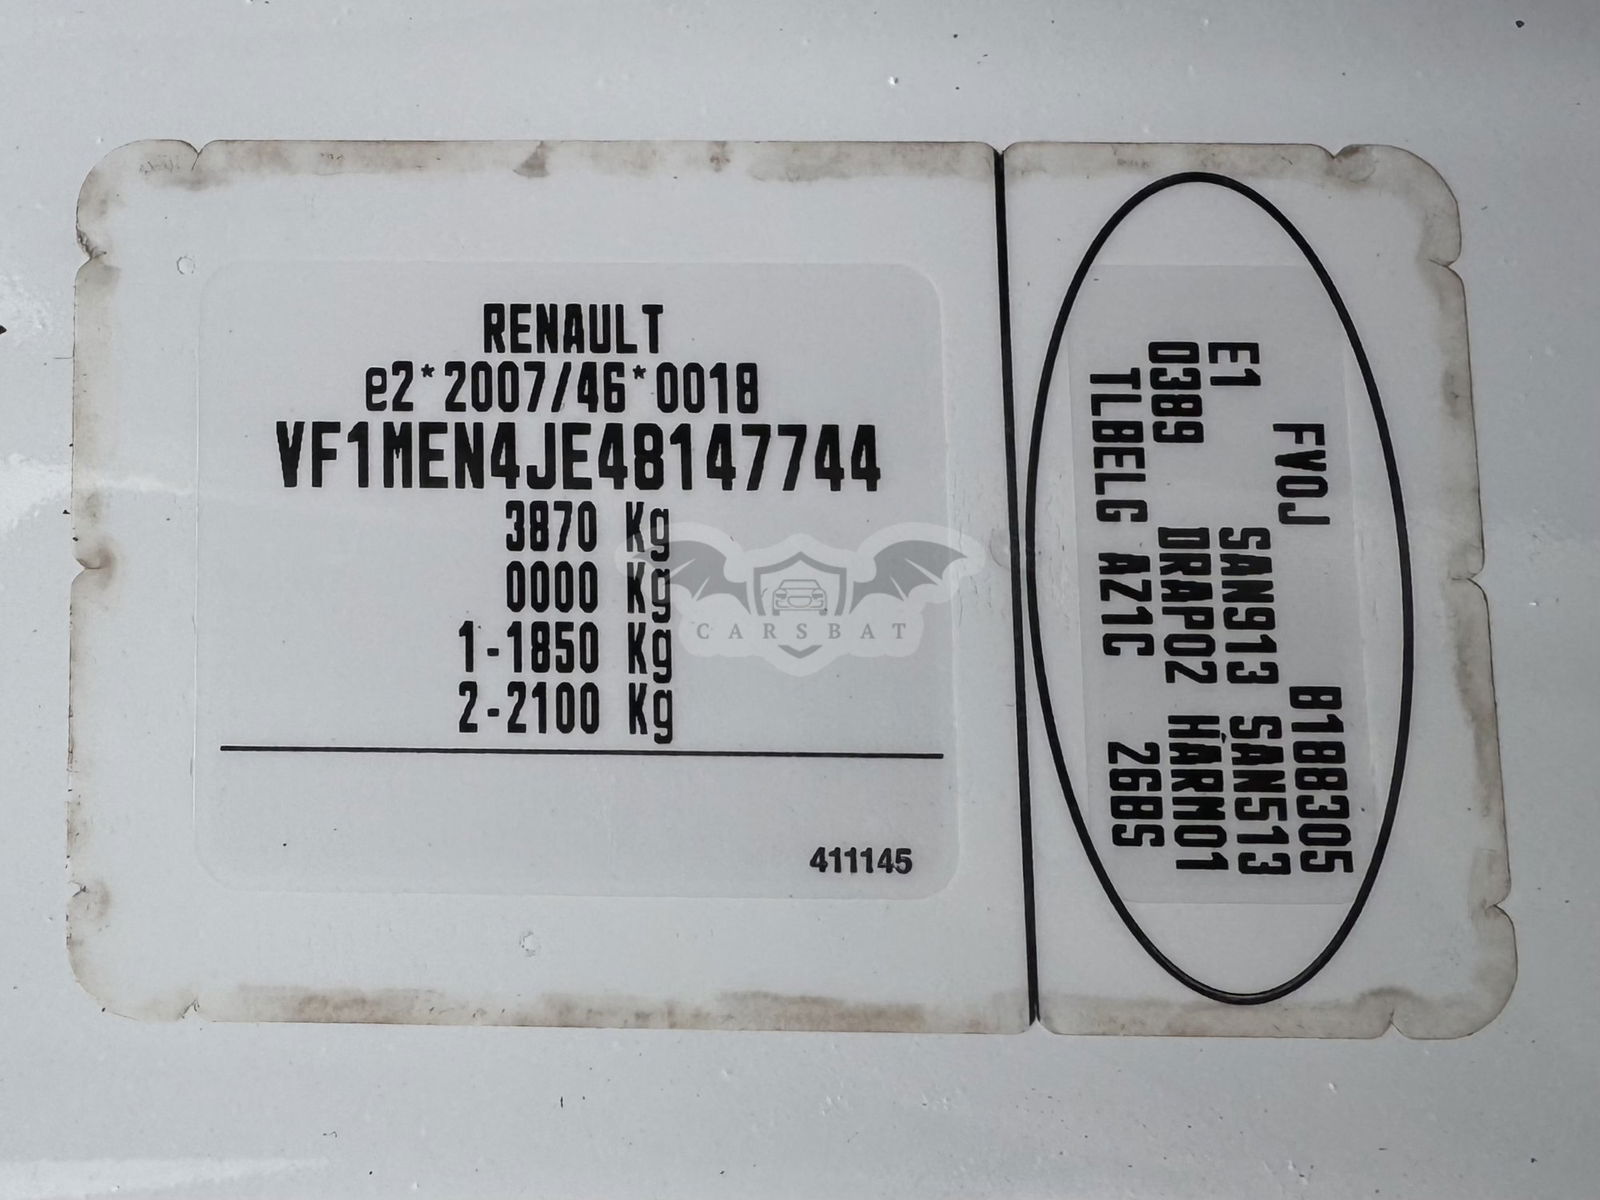 RENAULT
e2*2007/46*0018
VF1MEN4JE48147744
3870 Kg
0000 Kg
1-1850 Kg
2-2100 Kg
411145
CARSBAT
FV0J B188305
E1 SAN913 SAN513
0389 DRAP02 HARM01
TLBELG AZ1C 26BS